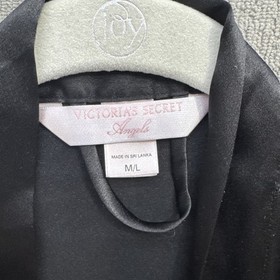 joy
VICTORIA'S SECRET
Angels
MADE IN SRI LANKA
M/L